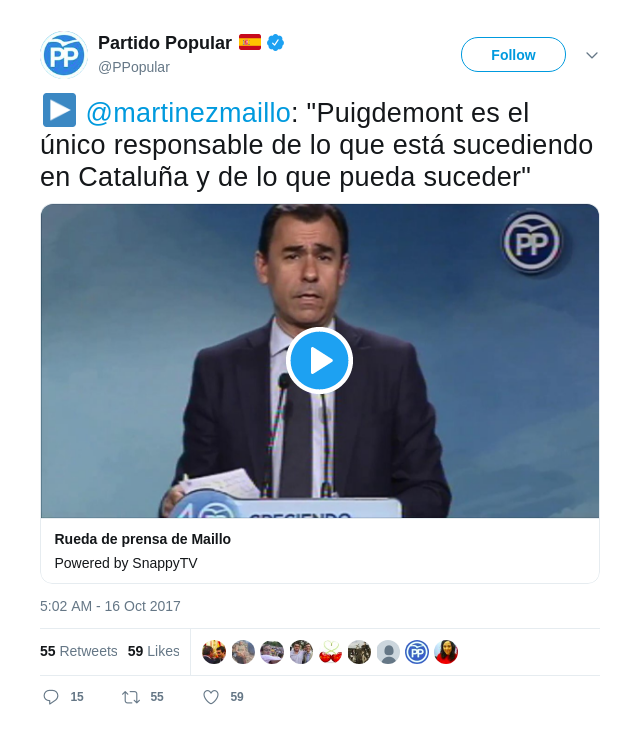 PP
Partido Popular
@PPopular
Follow
@martinezmaillo: "Puigdemont es el
único responsable de lo que está sucediendo
en Cataluña y de lo que pueda suceder"
PP
CRECIENDO
Rueda de prensa de Maillo
Powered by SnappyTV
5:02 AM - 16 Oct 2017
55 Retweets 59 Likes
PP
15 55 59